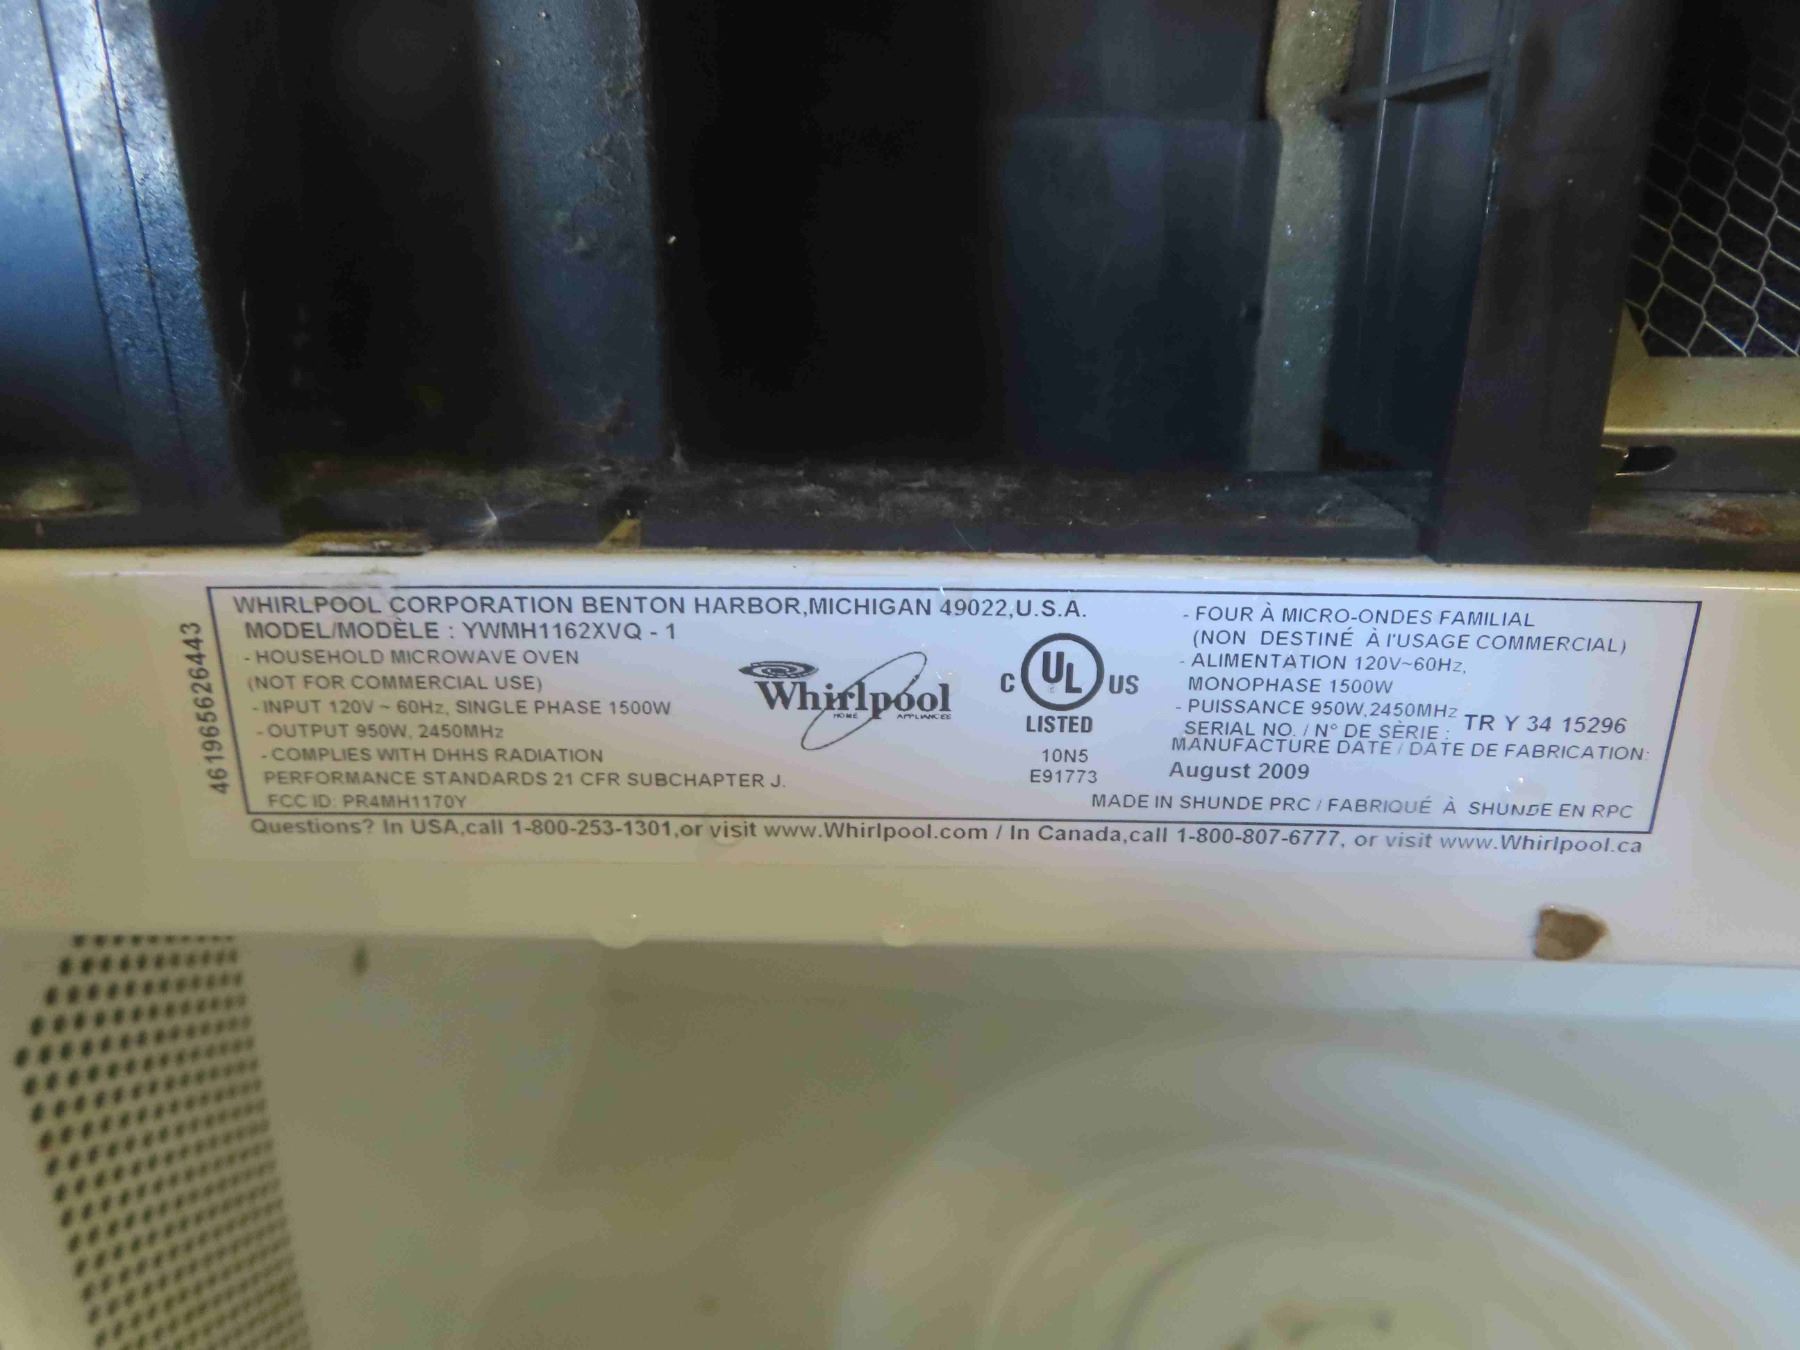 WHIRLPOOL CORPORATION BENTON HARBOR,MICHIGAN 49022,U.S.A.
MODEL/MODÈLE : YWMH1162XVQ - 1
- HOUSEHOLD MICROWAVE OVEN
(NOT FOR COMMERCIAL USE)
- INPUT 120V ~ 60Hz, SINGLE PHASE 1500W
- OUTPUT 950W, 2450MHz
- COMPLIES WITH DHHS RADIATION
PERFORMANCE STANDARDS 21 CFR SUBCHAPTER J.
FCC ID: PR4MH1170Y
461965626443
Whirlpool
HOME APPLIANCES
C UL US
LISTED
10N5
E91773
- FOUR À MICRO-ONDES FAMILIAL
(NON DESTINÉ À l'USAGE COMMERCIAL)
- ALIMENTATION 120V~60Hz,
MONOPHASE 1500W
- PUISSANCE 950W,2450MHz
SERIAL NO. / N° DE SÈRIE : TR Y 34 15296
MANUFACTURE DATE / DATE DE FABRICATION:
August 2009
MADE IN SHUNDE PRC / FABRIQUÉ À SHUNDE EN RPC
Questions? In USA,call 1-800-253-1301,or visit www.Whirlpool.com / In Canada,call 1-800-807-6777, or visit www.Whirlpool.ca